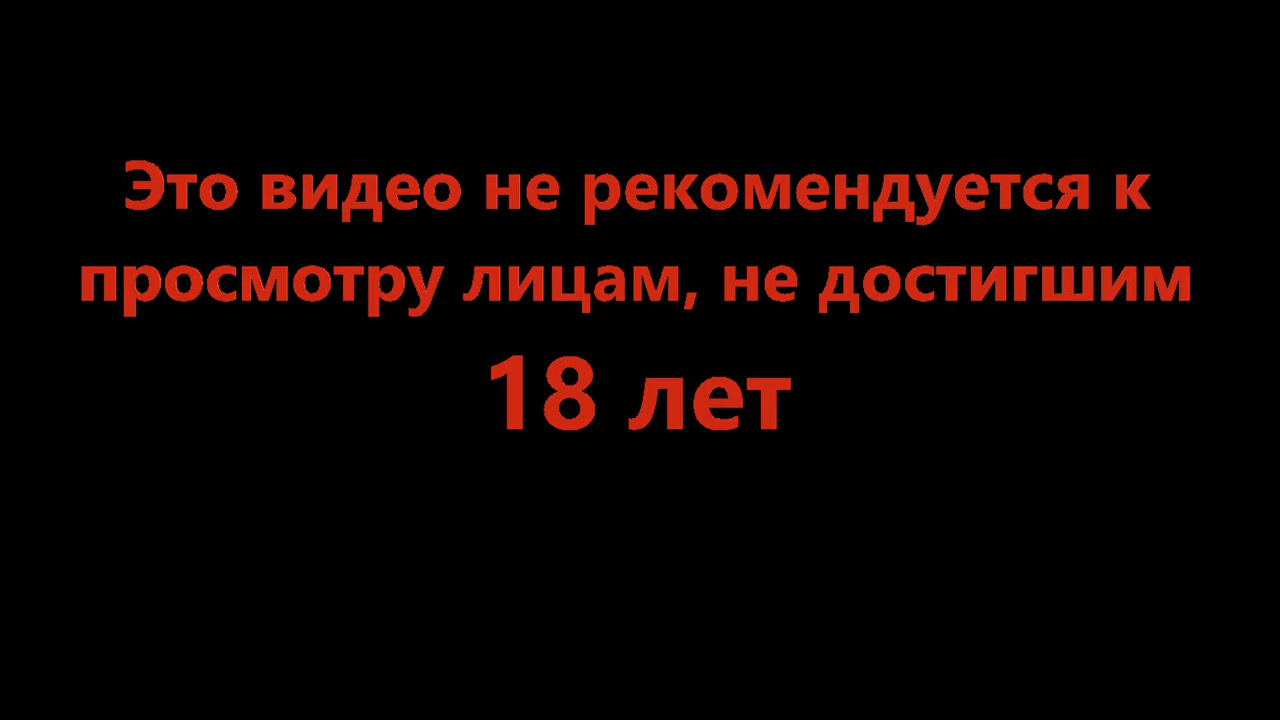 Это видео не рекомендуется к
просмотру лицам, не достигшим
18 лет